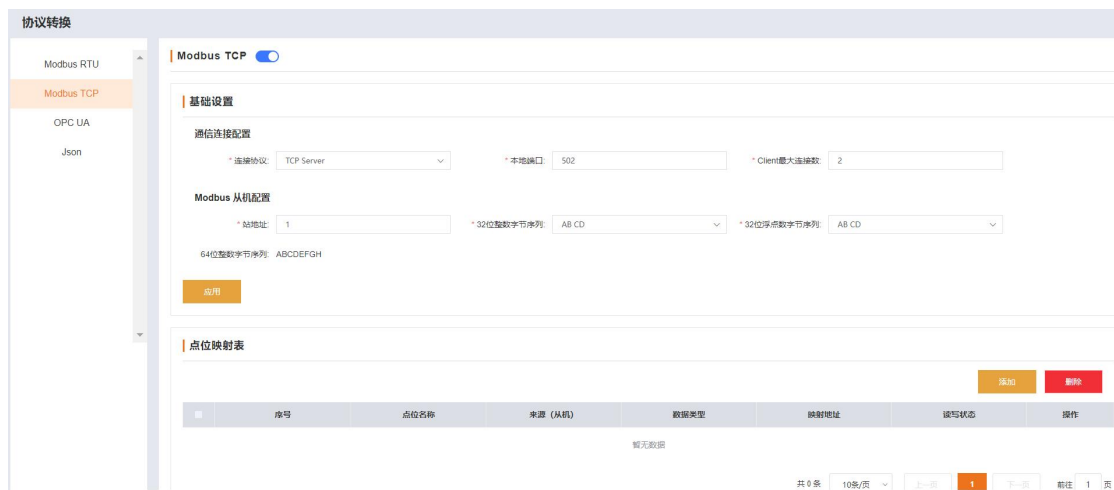 协议转换
Modbus RTU
Modbus TCP
OPC UA
Json
Modbus TCP
基础设置
通信连接配置
* 连接协议: TCP Server * 本地端口: 502 * Client最大连接数: 2
Modbus 从机配置
* 站地址: 1 * 32位整数字节序列: AB CD * 32位浮点数字节序列: AB CD
64位整数字节序列: ABCDEFGH
应用
点位映射表
添加 删除
序号 点位名称 来源 (从机) 数据类型 映射地址 读写状态 操作
暂无数据
共 0 条 10条/页 上一页 1 下一页 前往 1 页